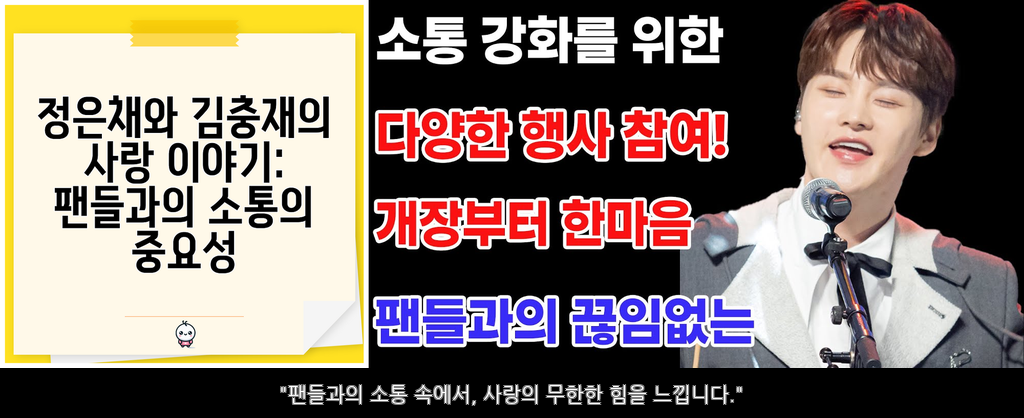 정은채와 김충재의
사랑 이야기:
팬들과의 소통의
중요성
소통 강화를 위한
다양한 행사 참여!
개장부터 한마음
팬들과의 끊임없는
"팬들과의 소통 속에서, 사랑의 무한한 힘을 느낍니다."